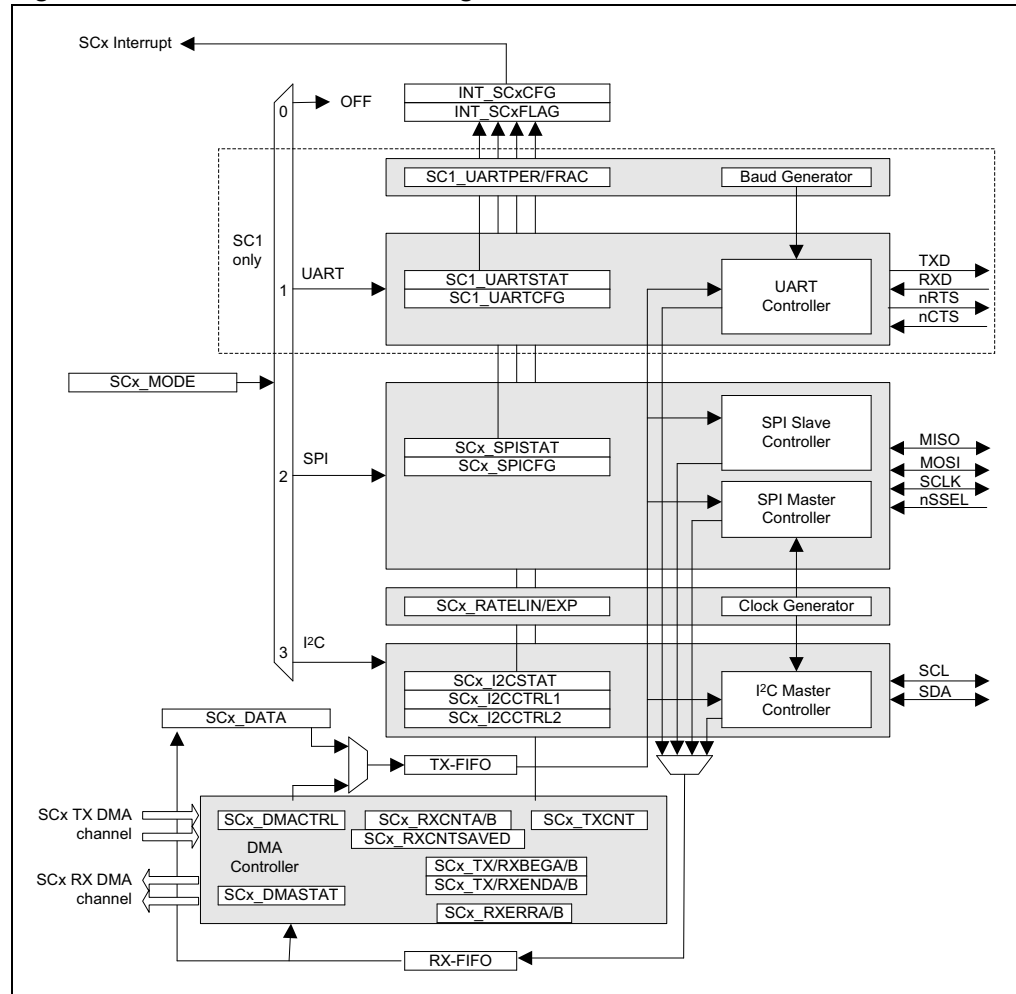 SCx Interrupt
INT_SCxCFG
INT_SCxFLAG
0
OFF
SC1_UARTPER/FRAC
Baud Generator
SC1
only
UART
1
SC1_UARTSTAT
SC1_UARTCFG
UART
Controller
TXD
RXD
nRTS
nCTS
SCx_MODE
SPI
2
SCx_SPISTAT
SCx_SPICFG
SPI Slave
Controller
SPI Master
Controller
MISO
MOSI
SCLK
nSSEL
SCx_RATELIN/EXP
Clock Generator
I²C
3
SCx_I2CSTAT
SCx_I2CCTRL1
SCx_I2CCTRL2
I²C Master
Controller
SCL
SDA
SCx_DATA
TX-FIFO
SCx TX DMA
channel
SCx RX DMA
channel
SCx_DMACTRL
DMA
Controller
SCx_DMASTAT
SCx_RXCNTA/B
SCx_RXCNTSAVED
SCx_TXCNT
SCx_TX/RXBEGA/B
SCx_TX/RXENDA/B
SCx_RXERRA/B
RX-FIFO